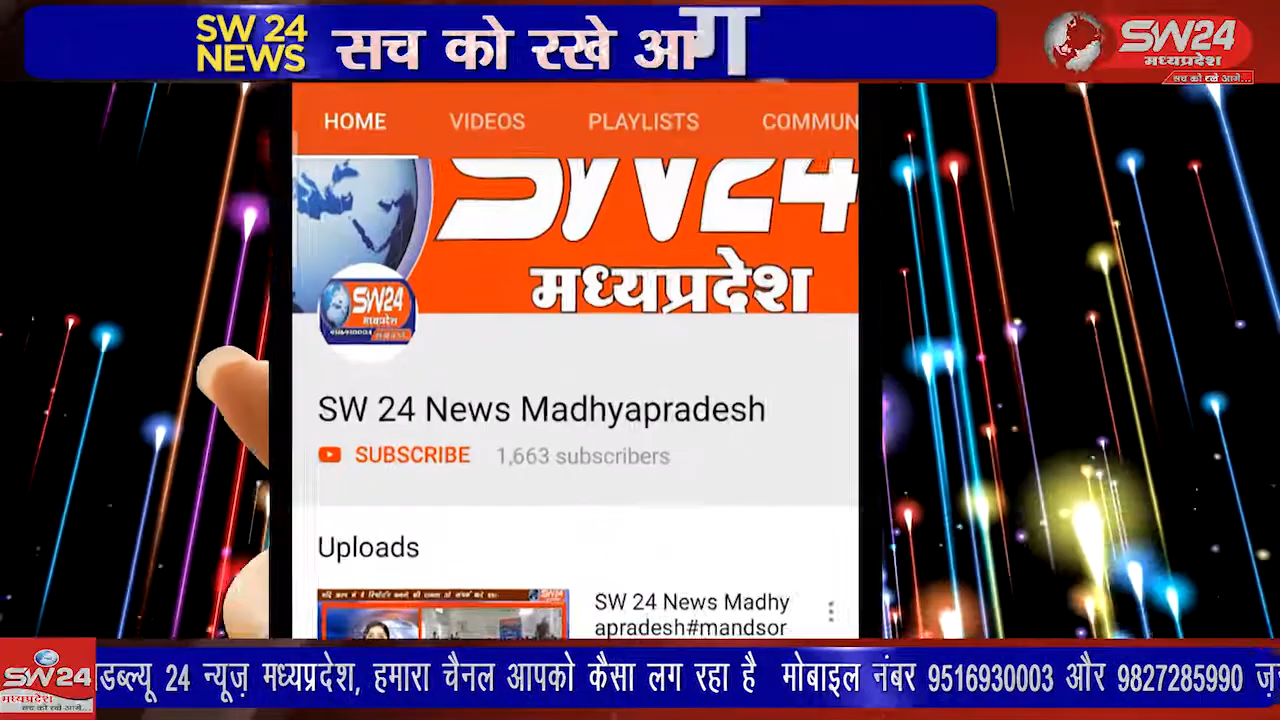 SW 24
NEWS
सच को रखे आग
SW24
मध्यप्रदेश
सच को रखे आगे...
HOME VIDEOS PLAYLISTS COMMUN
SW24
मध्यप्रदेश
SW24
मध्यप्रदेश
SW 24 News Madhyapradesh
SUBSCRIBE 1,663 subscribers
Uploads
SW 24 News Madhy
apradesh#mandsor
SW24
मध्यप्रदेश
सच को रखे आगे...
डब्ल्यू 24 न्यूज़ मध्यप्रदेश, हमारा चैनल आपको कैसा लग रहा है मोबाइल नंबर 9516930003 और 9827285990 ज़